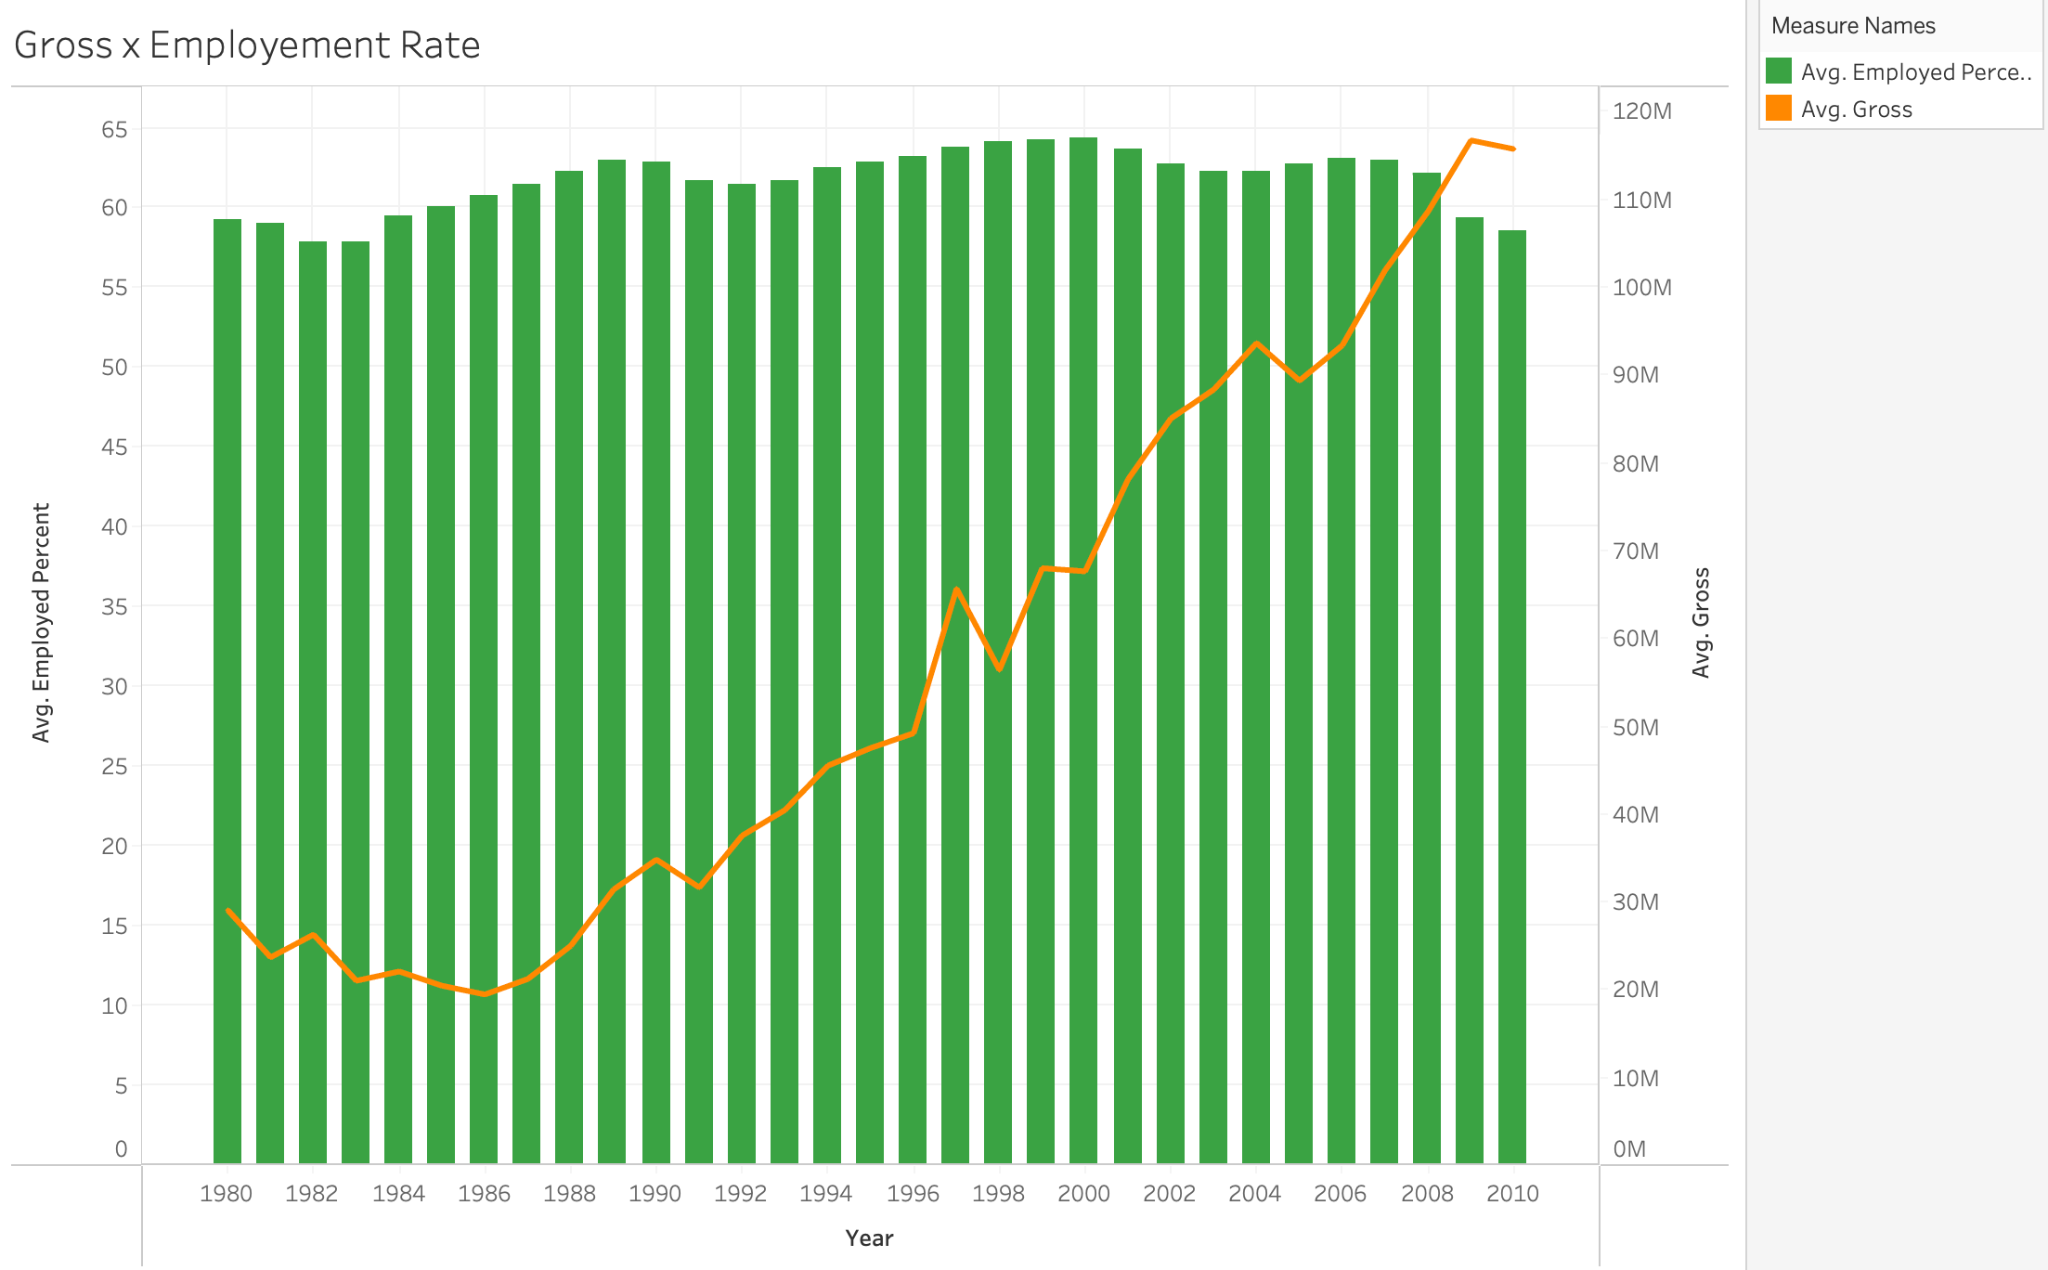 Gross x Employement Rate
Measure Names
Avg. Employed Perce..
Avg. Gross
Avg. Employed Percent
65
60
55
50
45
40
35
30
25
20
15
10
5
0
120M
110M
100M
90M
80M
70M
60M
50M
40M
30M
20M
10M
0M
Avg. Gross
1980 1982 1984 1986 1988 1990 1992 1994 1996 1998 2000 2002 2004 2006 2008 2010
Year